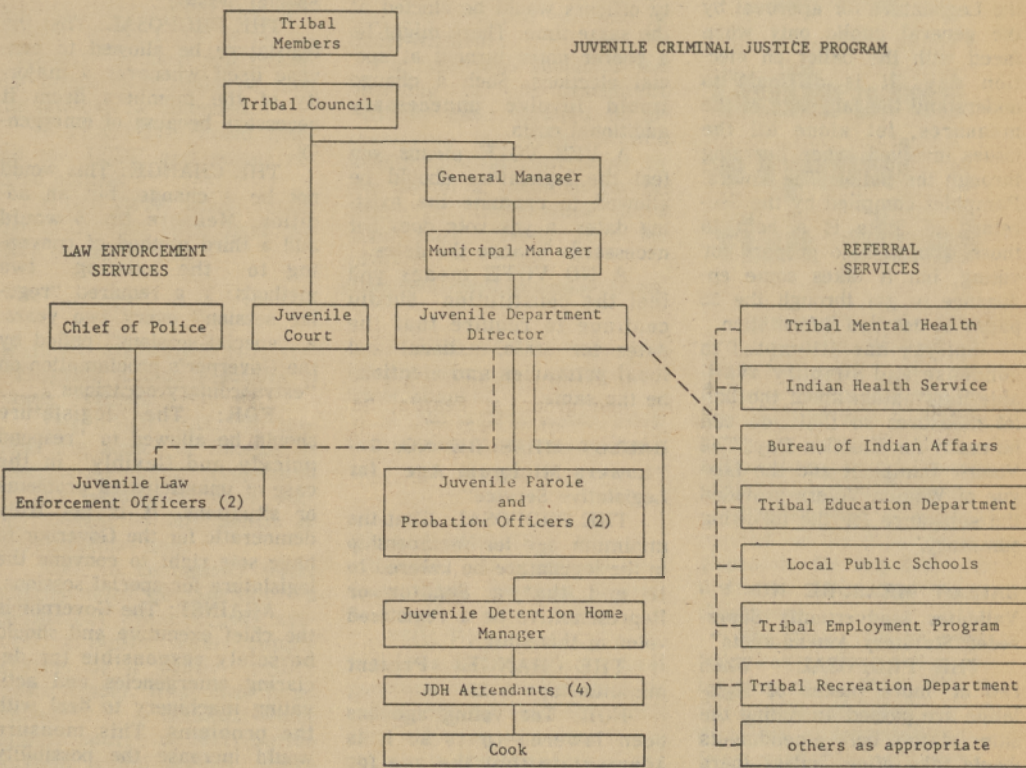 Tribal
Members
JUVENILE CRIMINAL JUSTICE PROGRAM
Tribal Council
General Manager
Municipal Manager
LAW ENFORCEMENT
SERVICES
REFERRAL
SERVICES
Chief of Police
Juvenile
Court
Juvenile Department
Director
Tribal Mental Health
Indian Health Service
Bureau of Indian Affairs
Tribal Education Department
Local Public Schools
Tribal Employment Program
Tribal Recreation Department
others as appropriate
Juvenile Law
Enforcement Officers (2)
Juvenile Parole
and
Probation Officers (2)
Juvenile Detention Home
Manager
JDH Attendants (4)
Cook